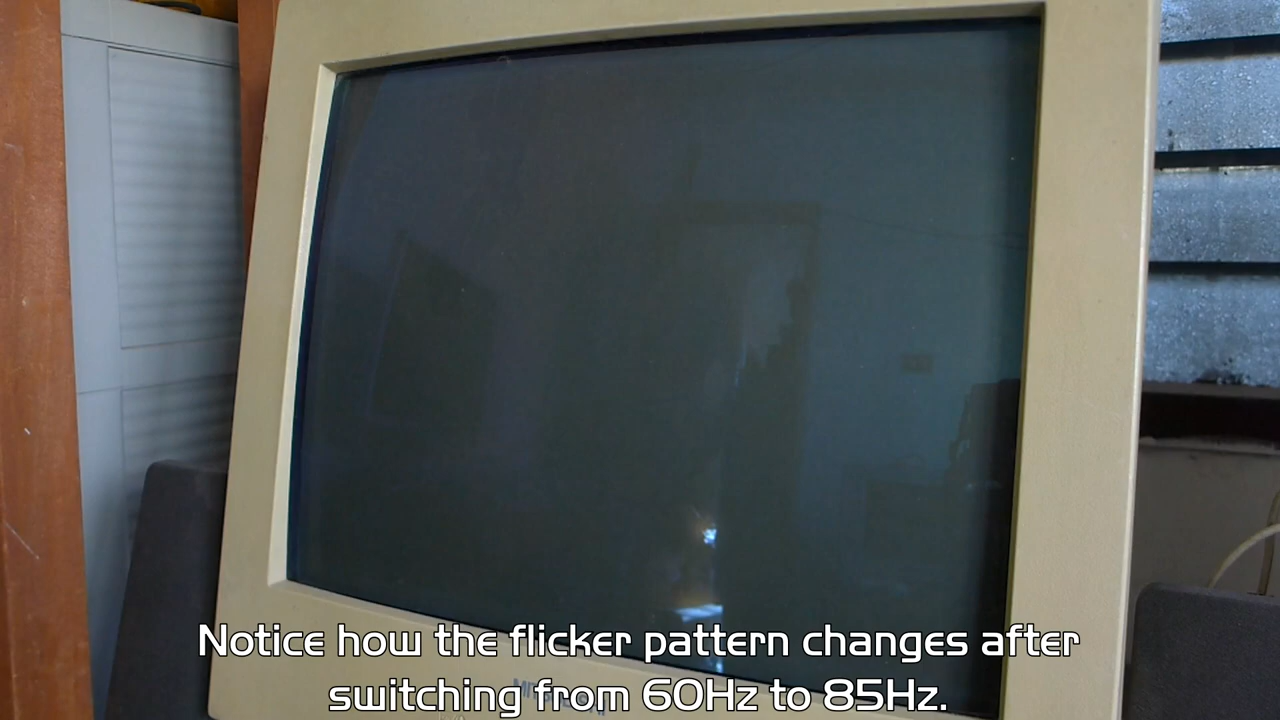 Notice how the flicker pattern changes after
switching from 60Hz to 85Hz.